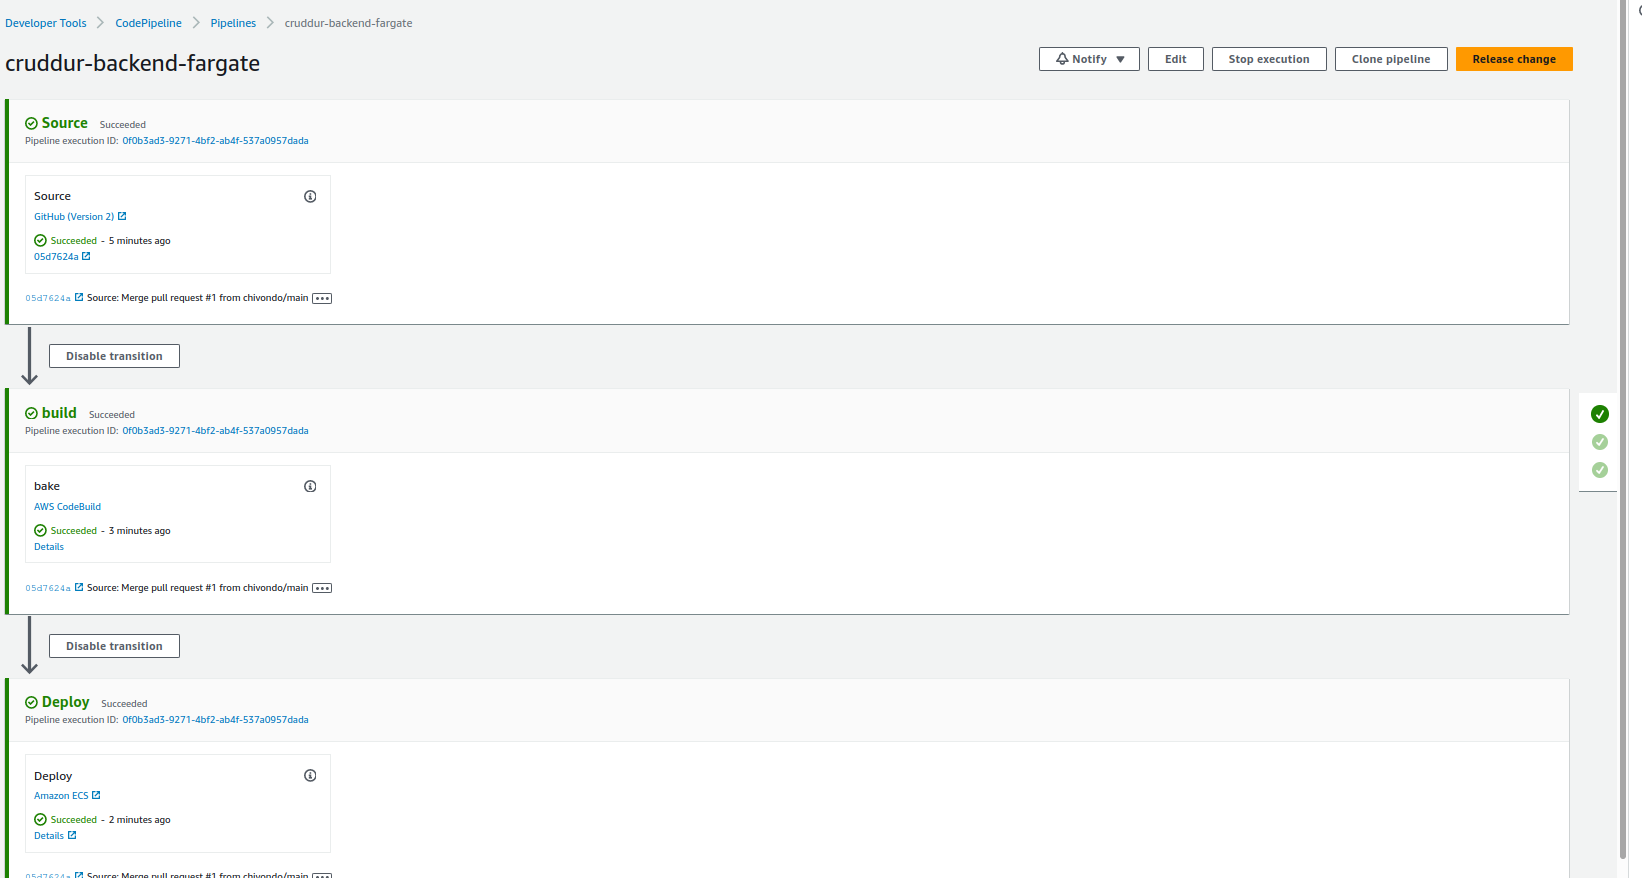 Developer Tools > CodePipeline > Pipelines > cruddur-backend-fargate
cruddur-backend-fargate
Notify ▼ Edit Stop execution Clone pipeline Release change
Source Succeeded
Pipeline execution ID: 0f0b3ad3-9271-4bf2-ab4f-537a0957dada
Source
GitHub (Version 2)
Succeeded - 5 minutes ago
05d7624a
05d7624a Source: Merge pull request #1 from chivondo/main
Disable transition
build Succeeded
Pipeline execution ID: 0f0b3ad3-9271-4bf2-ab4f-537a0957dada
bake
AWS CodeBuild
Succeeded - 3 minutes ago
Details
05d7624a Source: Merge pull request #1 from chivondo/main
Disable transition
Deploy Succeeded
Pipeline execution ID: 0f0b3ad3-9271-4bf2-ab4f-537a0957dada
Deploy
Amazon ECS
Succeeded - 2 minutes ago
Details
05d7624a Source: Merge pull request #1 from chivondo/main